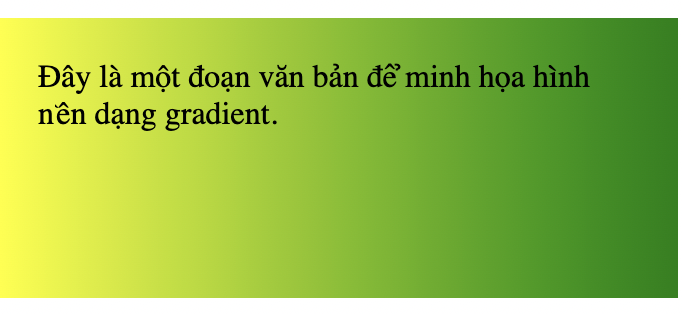 Đây là một đoạn văn bản để minh họa hình
nền dạng gradient.